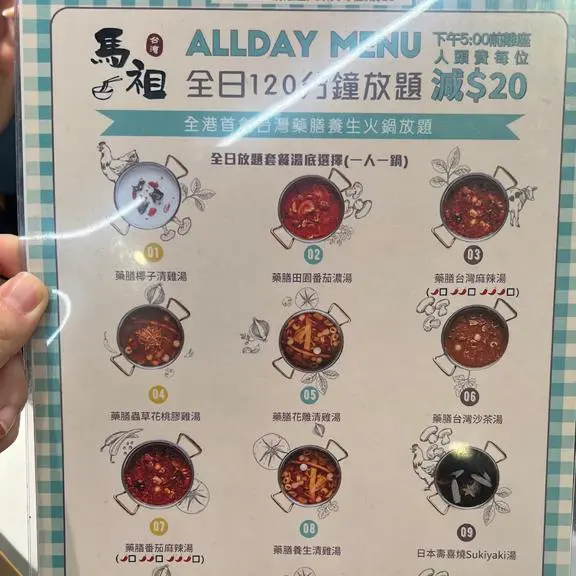 台灣
馬祖
ALLDAY MENU
全日120分鐘放題
下午5:00前離座
人頭費每位
減$20
全港首創台灣藥膳養生火鍋放題
全日放題套餐湯底選擇(一人一鍋)
01
藥膳椰子清雞湯
02
藥膳田園番茄濃湯
03
藥膳台灣麻辣湯
04
藥膳蟲草花桃膠雞湯
05
藥膳花雕清雞湯
06
藥膳台灣沙茶湯
07
藥膳番茄麻辣湯
08
藥膳養生清雞湯
09
日本壽喜燒Sukiyaki湯